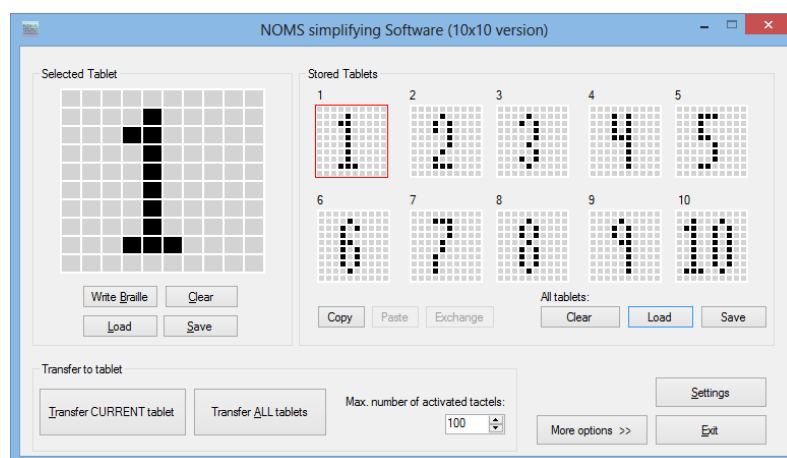 NOMS simplifying Software (10x10 version)
Selected Tablet
Stored Tablets
1 2 3 4 5
6 7 8 9 10
Write Braille Clear
Load Save
All tablets:
Copy Paste Exchange Clear Load Save
Transfer to tablet
Transfer CURRENT tablet Transfer ALL tablets
Max. number of activated tactels:
100
Settings
More options >> Exit